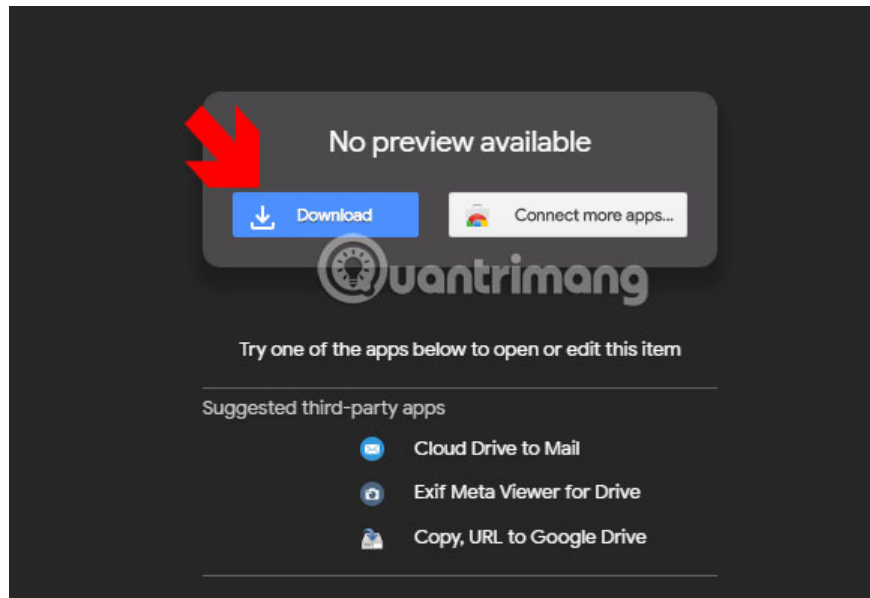 No preview available
Download
Connect more apps...
Quantrimang
Try one of the apps below to open or edit this item
Suggested third-party apps
Cloud Drive to Mail
Exif Meta Viewer for Drive
Copy, URL to Google Drive